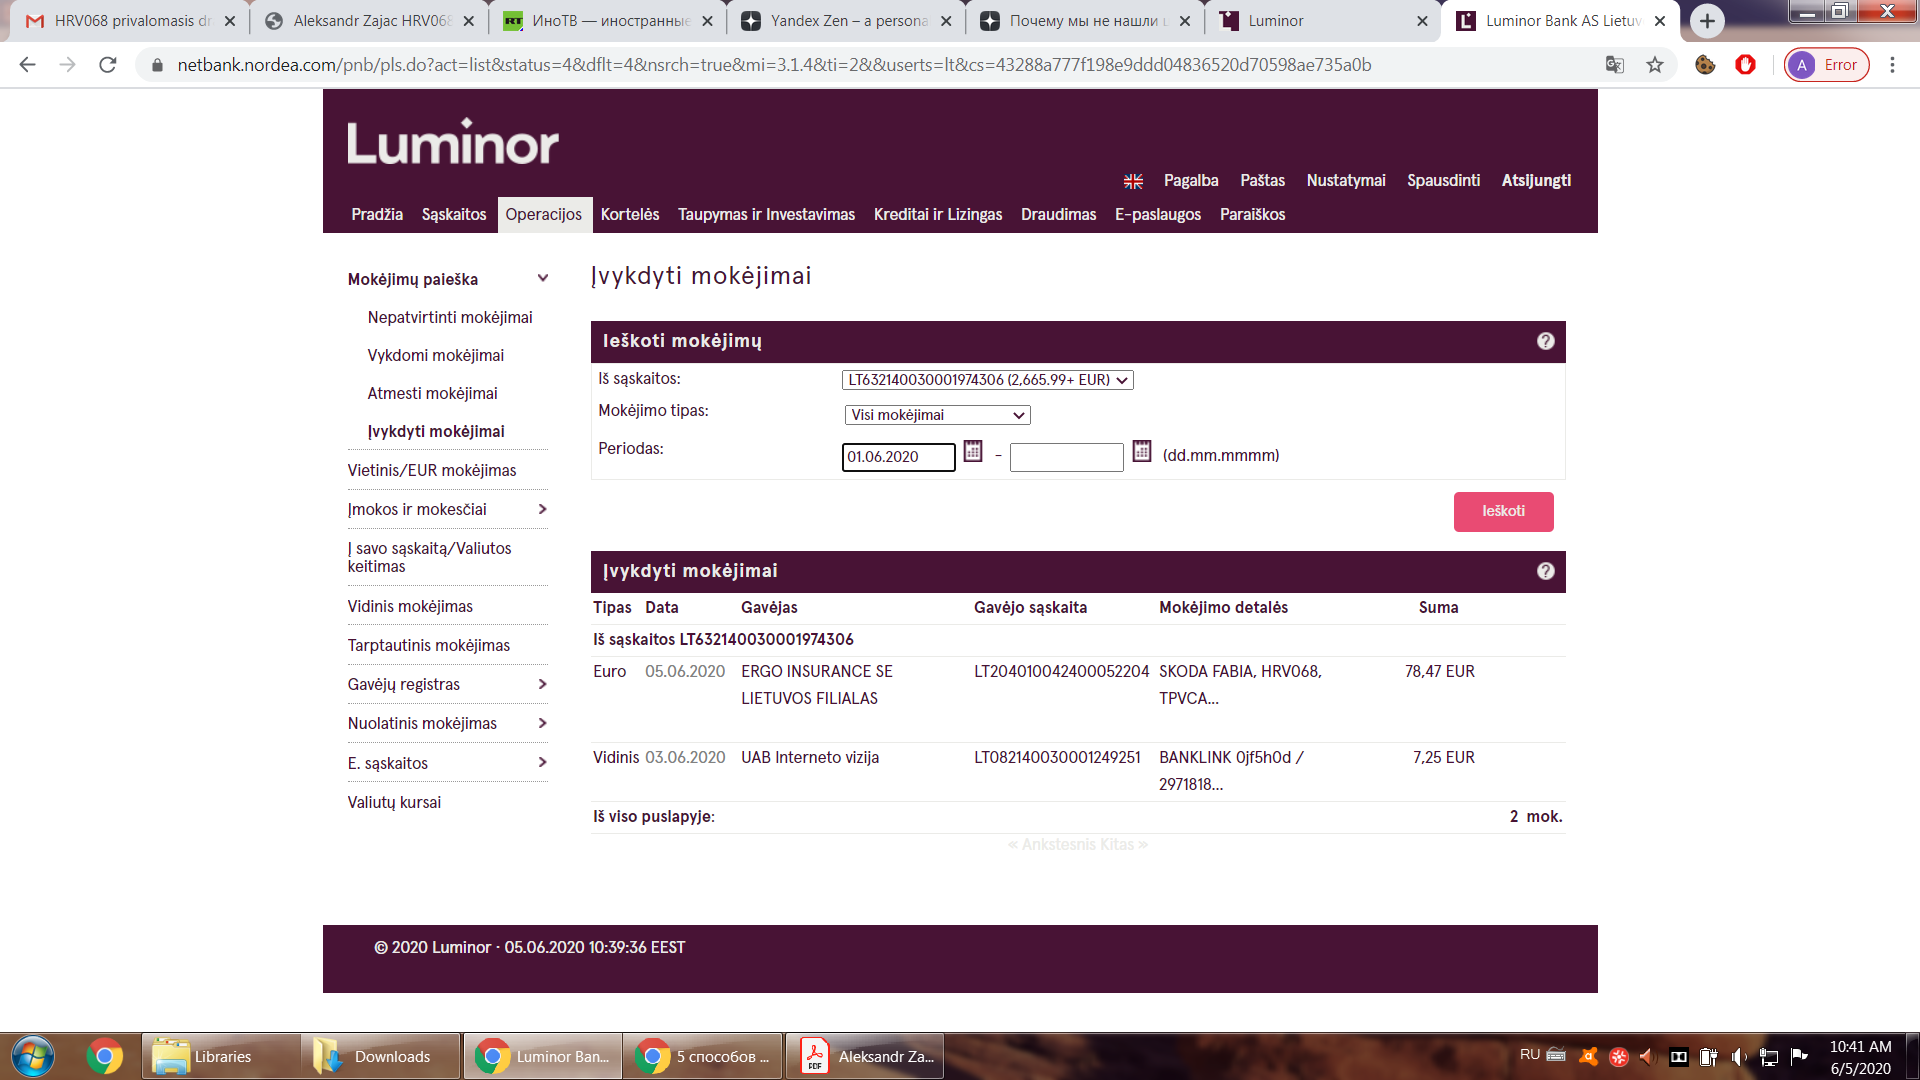 HRV068 privalomasis dr
Aleksandr Zajac HRV068
ИноТВ — иностранные
Yandex Zen – a persona
Почему мы не нашли ц
Luminor
Luminor Bank AS Lietuv
netbank.nordea.com/pnb/pls.do?act=list&status=4&dflt=4&nsrch=true&mi=3.1.4&ti=2&&userts=lt&cs=43288a777f198e9ddd04836520d70598ae735a0b
A Error
Luminor
Pagalba Paštas Nustatymai Spausdinti Atsijungti
Pradžia Sąskaitos Operacijos Kortelės Taupymas ir Investavimas Kreditai ir Lizingas Draudimas E-paslaugos Paraiškos
Mokėjimų paieška
Nepatvirtinti mokėjimai
Vykdomi mokėjimai
Atmesti mokėjimai
Įvykdyti mokėjimai
Vietinis/EUR mokėjimas
Įmokos ir mokesčiai
Į savo sąskaitą/Valiutos
keitimas
Vidinis mokėjimas
Tarptautinis mokėjimas
Gavėjų registras
Nuolatinis mokėjimas
E. sąskaitos
Valiutų kursai
Įvykdyti mokėjimai
Ieškoti mokėjimų ?
Iš sąskaitos: LT632140030001974306 (2,665.99+ EUR)
Mokėjimo tipas: Visi mokėjimai
Periodas: 01.06.2020 - (dd.mm.mmmm)
Ieškoti
Įvykdyti mokėjimai ?
Tipas Data Gavėjas Gavėjo sąskaita Mokėjimo detalės Suma
Iš sąskaitos LT632140030001974306
Euro 05.06.2020 ERGO INSURANCE SE LT204010042400052204 SKODA FABIA, HRV068, 78,47 EUR
LIETUVOS FILIALAS TPVCA...
Vidinis 03.06.2020 UAB Interneto vizija LT082140030001249251 BANKLINK 0jf5h0d / 7,25 EUR
2971818...
Iš viso puslapyje: 2 mok.
« Ankstesnis Kitas »
© 2020 Luminor · 05.06.2020 10:39:36 EEST
Libraries
Downloads
Luminor Ban...
5 способов ...
Aleksandr Za...
RU
10:41 AM
6/5/2020